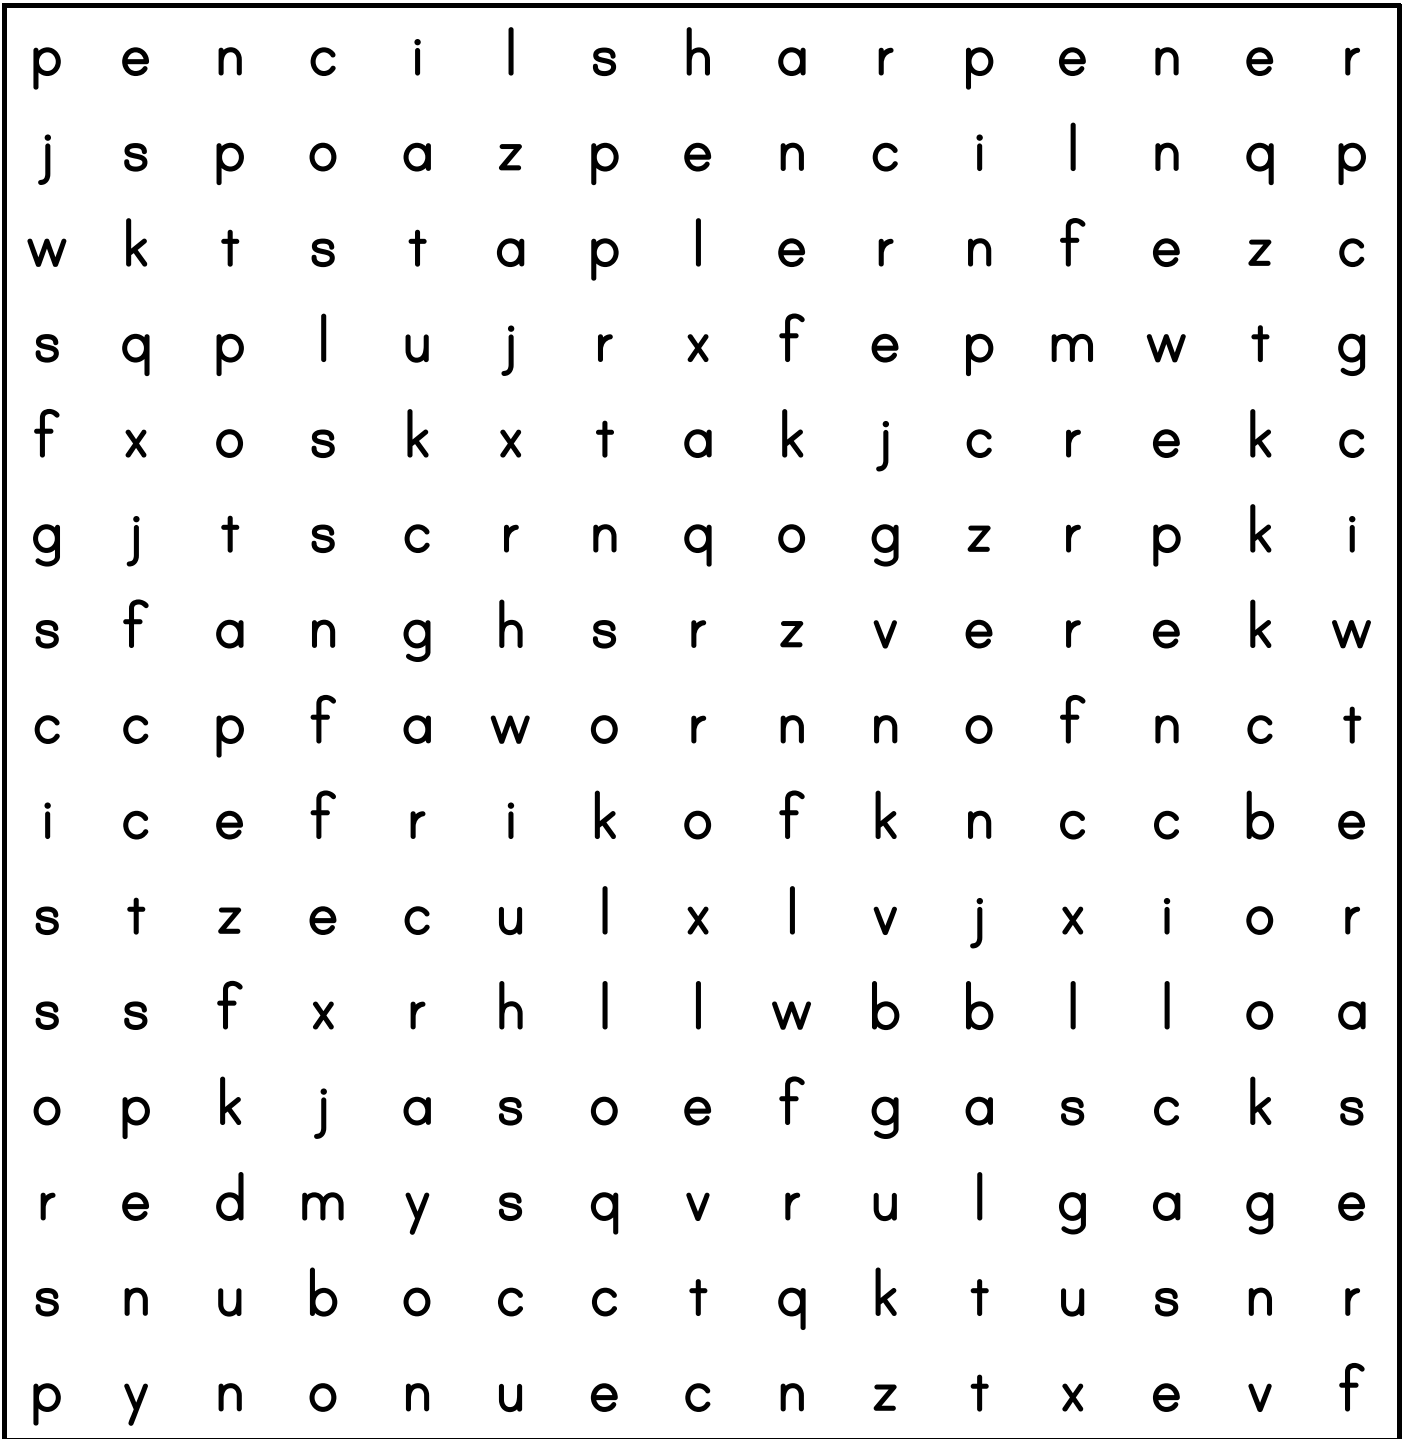 p e n c i l s h a r p e n e r
j s p o a z p e n c i l n q p
w k t s t a p l e r n f e z c
s q p l u j r x f e p m w t g
f x o s k x t a k j c r e k c
g j t s c r n q o g z r p k i
s f a n g h s r z v e r e k w
c c p f a w o r n n o f n c t
i c e f r i k o f k n c c b e
s t z e c u l x l v j x i o r
s s f x r h l l w b b l l o a
o p k j a s o e f g a s c k s
r e d m y s q v r u l g a g e
s n u b o c c t q k t u s n r
p y n o n u e c n z t x e v f